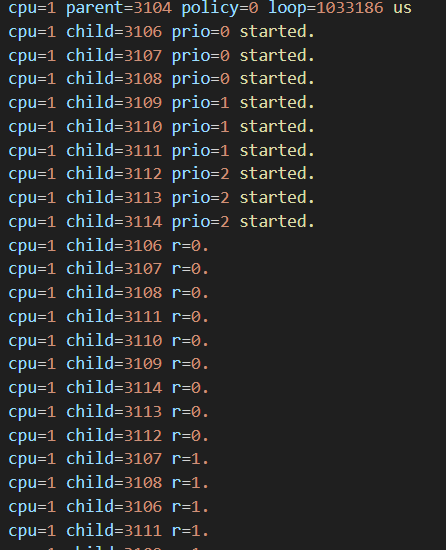 cpu=1 parent=3104 policy=0 loop=1033186 us
cpu=1 child=3106 prio=0 started.
cpu=1 child=3107 prio=0 started.
cpu=1 child=3108 prio=0 started.
cpu=1 child=3109 prio=1 started.
cpu=1 child=3110 prio=1 started.
cpu=1 child=3111 prio=1 started.
cpu=1 child=3112 prio=2 started.
cpu=1 child=3113 prio=2 started.
cpu=1 child=3114 prio=2 started.
cpu=1 child=3106 r=0.
cpu=1 child=3107 r=0.
cpu=1 child=3108 r=0.
cpu=1 child=3111 r=0.
cpu=1 child=3110 r=0.
cpu=1 child=3109 r=0.
cpu=1 child=3114 r=0.
cpu=1 child=3113 r=0.
cpu=1 child=3112 r=0.
cpu=1 child=3107 r=1.
cpu=1 child=3108 r=1.
cpu=1 child=3106 r=1.
cpu=1 child=3111 r=1.